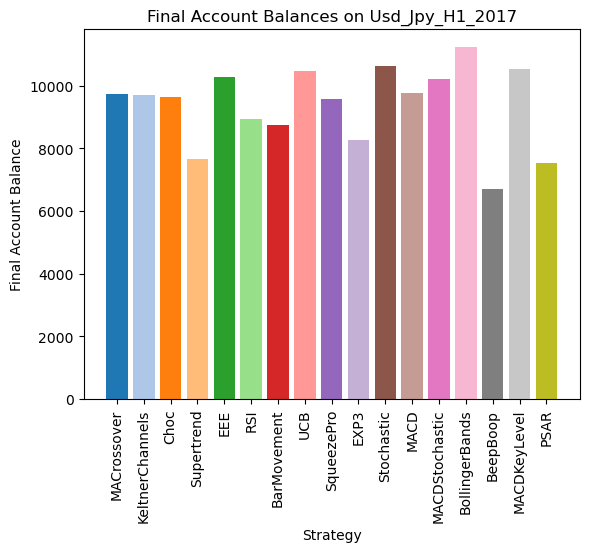 Final Account Balances on Usd_Jpy_H1_2017
Final Account Balance
10000
8000
6000
4000
2000
0
MACrossover
KeltnerChannels
Choc
Supertrend
EEE
RSI
BarMovement
UCB
SqueezePro
EXP3
Stochastic
MACD
MACDStochastic
BollingerBands
BeepBoop
MACDKeyLevel
PSAR
Strategy